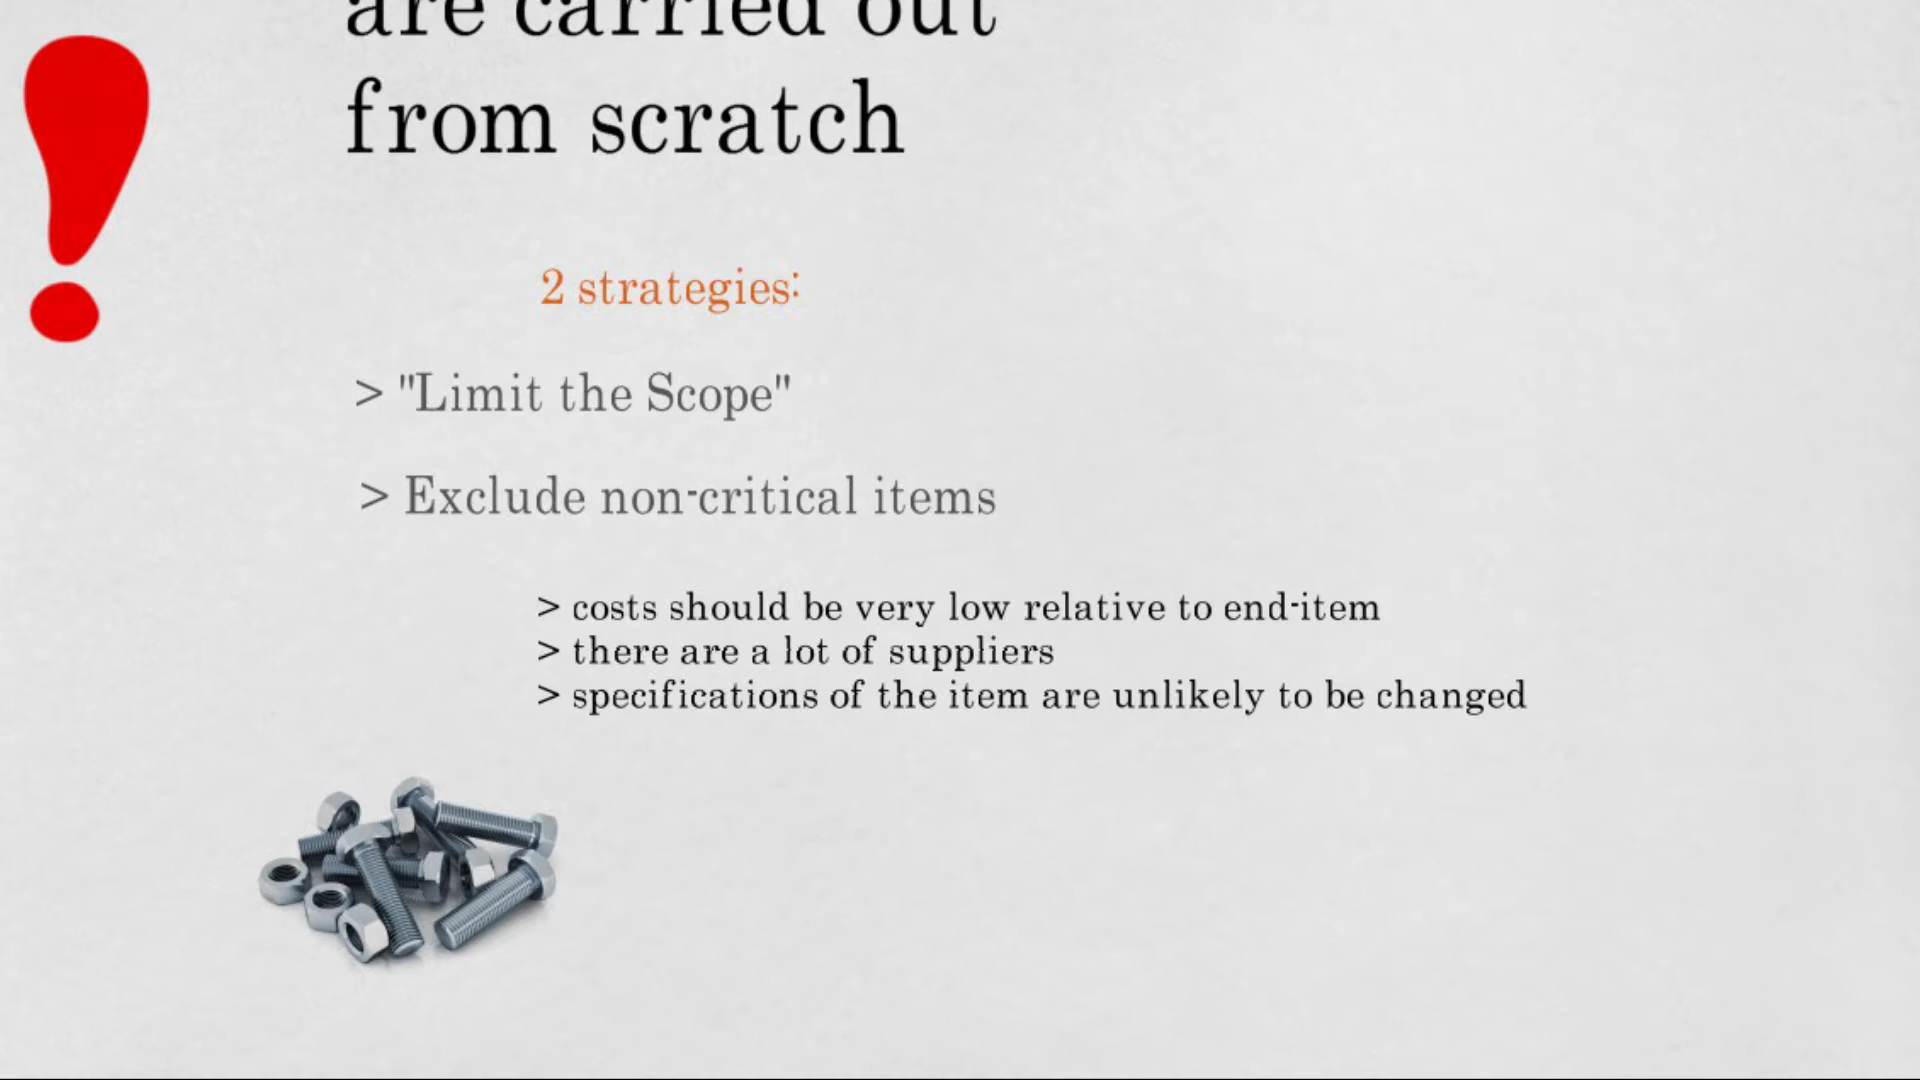 are carried out
from scratch
2 strategies:
> "Limit the Scope"
> Exclude non-critical items
> costs should be very low relative to end-item
> there are a lot of suppliers
> specifications of the item are unlikely to be changed